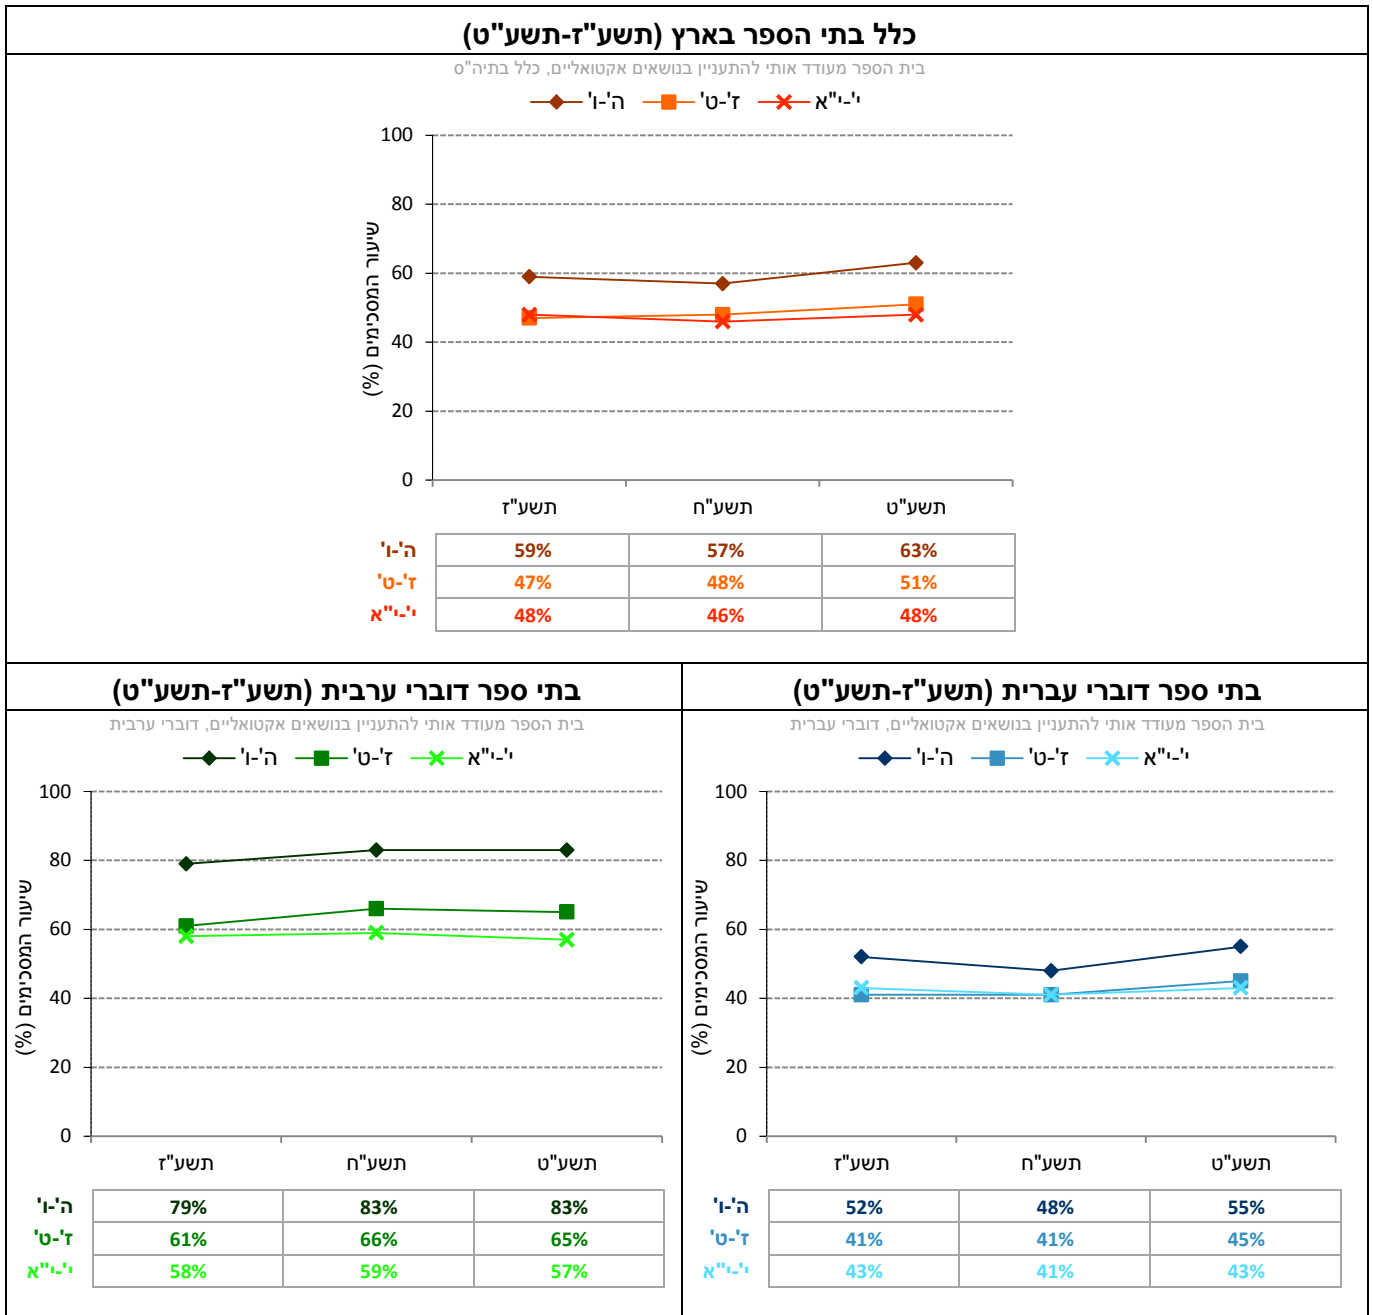 כלל בתי הספר בארץ (תשע"ז-תשע"ט)
בית הספר מעודד אותי להתעניין בנושאים אקטואליים, כלל בתיה"ס
ה'-ו' ז'-ט' י'-י"א
שיעור המסכימים (%)
100
80
60
40
20
0
תשע"ז תשע"ח תשע"ט
ה'-ו' 59% 57% 63%
ז'-ט' 47% 48% 51%
י'-י"א 48% 46% 48%
בתי ספר דוברי עברית (תשע"ז-תשע"ט)
בית הספר מעודד אותי להתעניין בנושאים אקטואליים, דוברי עברית
ה'-ו' ז'-ט' י'-י"א
שיעור המסכימים (%)
100
80
60
40
20
0
תשע"ז תשע"ח תשע"ט
ה'-ו' 52% 48% 55%
ז'-ט' 41% 41% 45%
י'-י"א 43% 41% 43%
בתי ספר דוברי ערבית (תשע"ז-תשע"ט)
בית הספר מעודד אותי להתעניין בנושאים אקטואליים, דוברי ערבית
ה'-ו' ז'-ט' י'-י"א
שיעור המסכימים (%)
100
80
60
40
20
0
תשע"ז תשע"ח תשע"ט
ה'-ו' 79% 83% 83%
ז'-ט' 61% 66% 65%
י'-י"א 58% 59% 57%